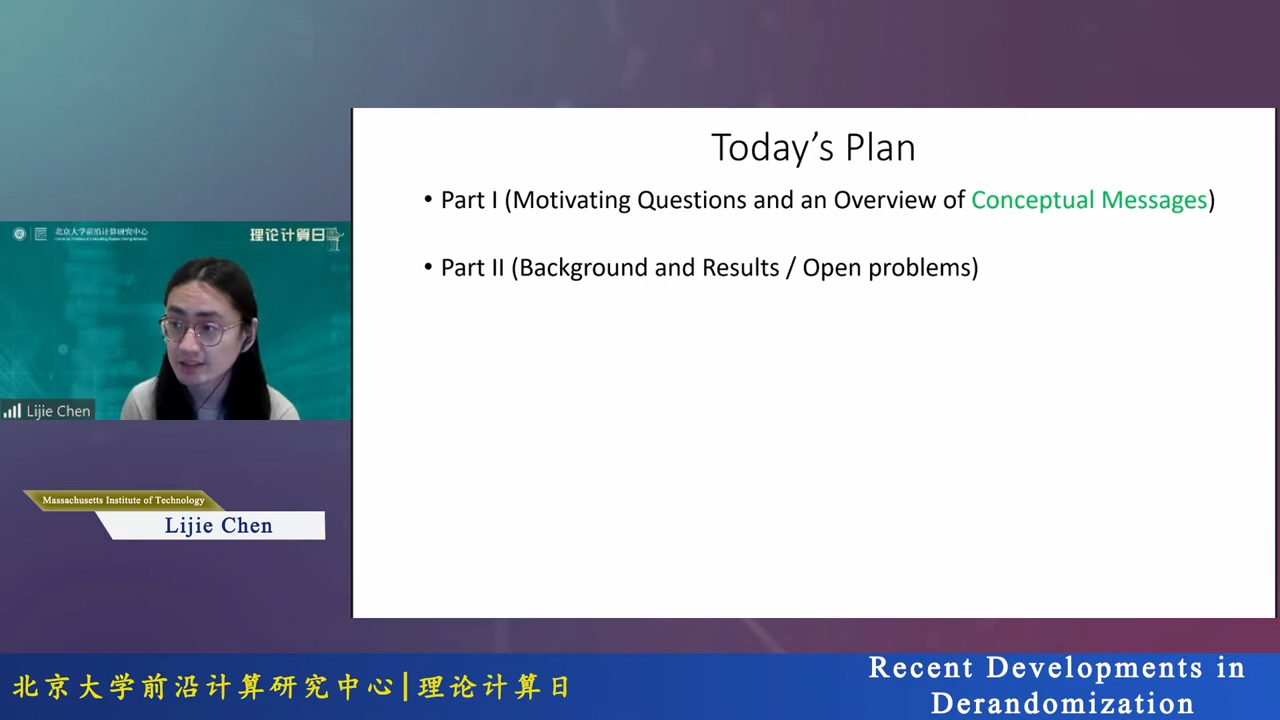 Today's Plan
• Part I (Motivating Questions and an Overview of Conceptual Messages)
• Part II (Background and Results / Open problems)
北京大学前沿计算研究中心
理论计算日
Lijie Chen
Massachusetts Institute of Technology
Lijie Chen
北京大学前沿计算研究中心|理论计算日
Recent Developments in
Derandomization